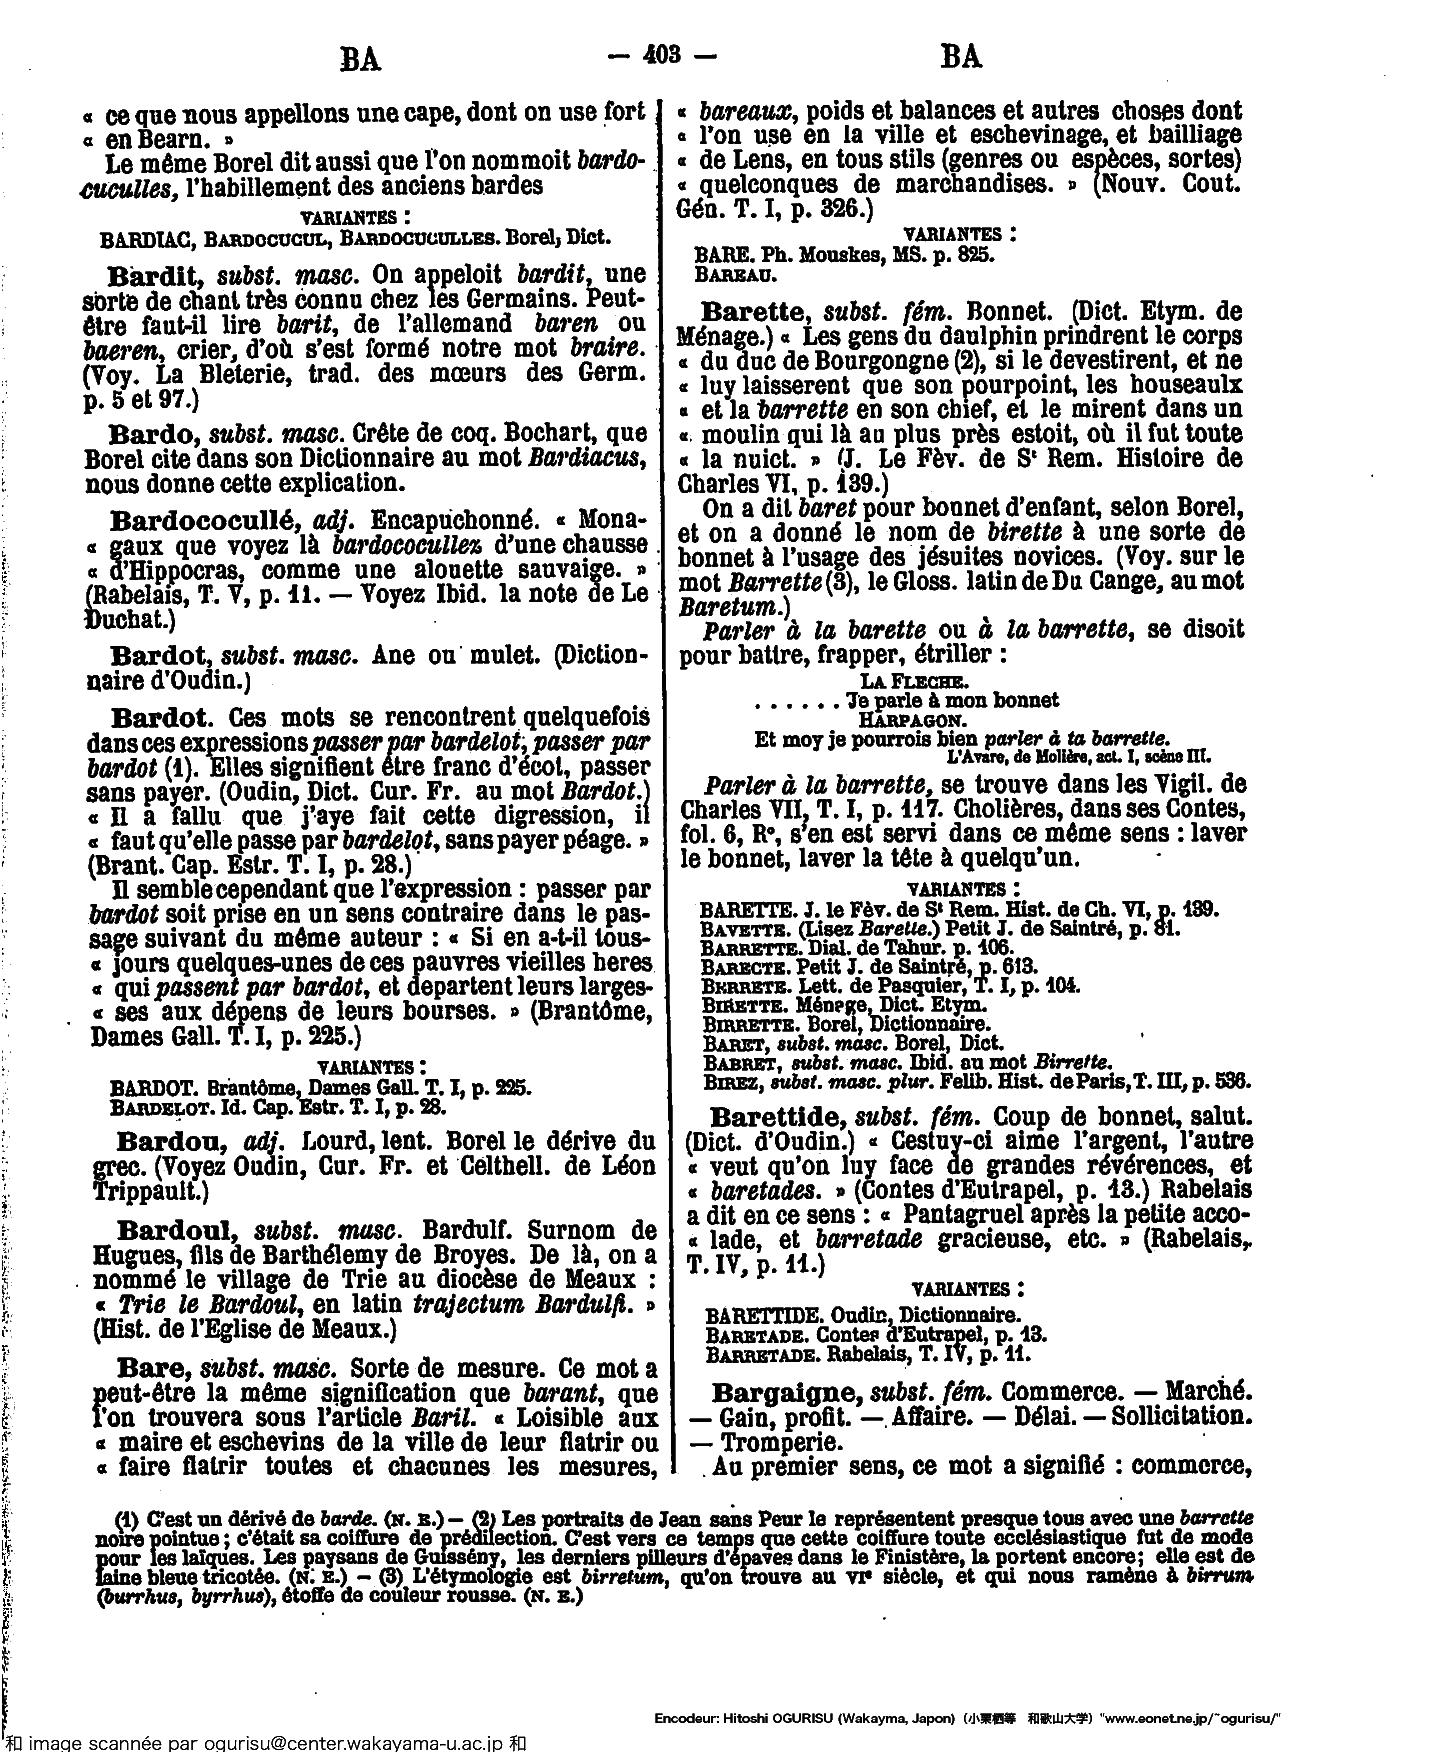 BA — 403 — BA
« ce que nous appellons une cape, dont on use fort
« en Bearn. »
Le même Borel dit aussi que l'on nommoit bardo-
cuculles, l'habillement des anciens bardes
VARIANTES :
BARDIAC, BARDOCUCUL, BARDOCUCULLES. Borel, Dict.
Bardit, subst. masc. On appeloit bardit, une
sorte de chant très connu chez les Germains. Peut-
être faut-il lire barit, de l'allemand baren ou
baeren, crier, d'où s'est formé notre mot braire.
(Voy. La Bleterie, trad. des mœurs des Germ.
p. 5 et 97.)
Bardo, subst. masc. Crête de coq. Bochart, que
Borel cite dans son Dictionnaire au mot Bardiacus,
nous donne cette explication.
Bardococullé, adj. Encapuchonné. « Mona-
« gaux que voyez là bardococullez d'une chausse
« d'Hippocras, comme une alouette sauvaige. »
(Rabelais, T. V, p. 11. — Voyez Ibid. la note de Le
Duchat.)
Bardot, subst. masc. Ane ou mulet. (Diction-
naire d'Oudin.)
Bardot. Ces mots se rencontrent quelquefois
dans ces expressions passer par bardelot, passer par
bardot (1). Elles signifient être franc d'écot, passer
sans payer. (Oudin, Dict. Cur. Fr. au mot Bardot.)
« Il a fallu que j'aye fait cette digression, il
« faut qu'elle passe par bardelot, sans payer péage. »
(Brant. Cap. Estr. T. I, p. 28.)
Il semble cependant que l'expression : passer par
bardot soit prise en un sens contraire dans le pas-
sage suivant du même auteur : « Si en a-t-il tous-
« jours quelques-unes de ces pauvres vieilles heres
« qui passent par bardot, et departent leurs larges-
« ses aux dépens de leurs bourses. » (Brantôme,
Dames Gall. T. I, p. 225.)
VARIANTES :
BARDOT. Brantôme, Dames Gall. T. I, p. 225.
BARDELOT. Id. Cap. Estr. T. I, p. 28.
Bardou, adj. Lourd, lent. Borel le dérive du
grec. (Voyez Oudin, Cur. Fr. et Celthell. de Léon
Trippault.)
Bardoul, subst. masc. Bardulf. Surnom de
Hugues, fils de Barthélemy de Broyes. De là, on a
nommé le village de Trie au diocèse de Meaux :
« Trie le Bardoul, en latin trajectum Bardulfi. »
(Hist. de l'Eglise de Meaux.)
Bare, subst. masc. Sorte de mesure. Ce mot a
peut-être la même signification que barant, que
l'on trouvera sous l'article Baril. « Loisible aux
« maire et eschevins de la ville de leur flatrir ou
« faire flatrir toutes et chacunes les mesures,
« bareaux, poids et balances et autres choses dont
« l'on use en la ville et eschevinage, et bailliage
« de Lens, en tous stils (genres ou espèces, sortes)
« quelconques de marchandises. » (Nouv. Cout.
Gén. T. I, p. 326.)
VARIANTES :
BARE. Ph. Mouskes, MS. p. 825.
BAREAU.
Barette, subst. fém. Bonnet. (Dict. Etym. de
Ménage.) « Les gens du daulphin prindrent le corps
« du duc de Bourgongne (2), si le devestirent, et ne
« luy laisserent que son pourpoint, les houseaulx
« et la barrette en son chief, et le mirent dans un
« moulin qui là au plus près estoit, où il fut toute
« la nuict. » (J. Le Fèv. de St Rem. Histoire de
Charles VI, p. 139.)
On a dit baret pour bonnet d'enfant, selon Borel,
et on a donné le nom de birette à une sorte de
bonnet à l'usage des jésuites novices. (Voy. sur le
mot Barrette (3), le Gloss. latin de Du Cange, au mot
Baretum.)
Parler à la barette ou à la barrette, se disoit
pour battre, frapper, étriller :
LA FLECHE.
. . . . . . Je parle à mon bonnet
HARPAGON.
Et moy je pourrois bien parler à ta barrette.
L'Avare, de Molière, act. I, scène III.
Parler à la barrette, se trouve dans les Vigil. de
Charles VII, T. I, p. 117. Cholières, dans ses Contes,
fol. 6, Ro, s'en est servi dans ce même sens : laver
le bonnet, laver la tête à quelqu'un.
VARIANTES :
BARETTE. J. le Fèv. de St Rem. Hist. de Ch. VI, p. 139.
BAVETTE. (Lisez Barette.) Petit J. de Saintré, p. 81.
BARRETTE. Dial. de Tahur. p. 106.
BARECTE. Petit J. de Saintré, p. 613.
BERRETE. Lett. de Pasquier, T. I, p. 104.
BIRETTE. Ménege, Dict. Etym.
BIRRETTE. Borel, Dictionnaire.
BARET, subst. masc. Borel, Dict.
BABRET, subst. masc. Ibid. au mot Birrette.
BIREZ, subst. masc. plur. Felib. Hist. de Paris, T. III, p. 536.
Barettide, subst. fém. Coup de bonnet, salut.
(Dict. d'Oudin.) « Cestuy-ci aime l'argent, l'autre
« veut qu'on luy face de grandes révérences, et
« baretades. » (Contes d'Eutrapel, p. 13.) Rabelais
a dit en ce sens : « Pantagruel après la petite acco-
« lade, et barretade gracieuse, etc. » (Rabelais,
T. IV, p. 11.)
VARIANTES :
BARETTIDE. Oudin, Dictionnaire.
BARETADE. Contes d'Eutrapel, p. 13.
BARRETADE. Rabelais, T. IV, p. 11.
Bargaigne, subst. fém. Commerce. — Marché.
— Gain, profit. — Affaire. — Délai. — Sollicitation.
— Tromperie.
Au premier sens, ce mot a signifié : commerce,
(1) C'est un dérivé de barde. (N. E.) — (2) Les portraits de Jean sans Peur le représentent presque tous avec une barrette
noire pointue ; c'était sa coiffure de prédilection. C'est vers ce temps que cette coiffure toute ecclésiastique fut de mode
pour les laïques. Les paysans de Guissény, les derniers pilleurs d'épaves dans le Finistère, la portent encore ; elle est de
laine bleue tricotée. (N. E.) — (3) L'étymologie est birretum, qu'on trouve au VIe siècle, et qui nous ramène à birrum
(burrhus, byrrhus), étoffe de couleur rousse. (N. E.)
Encodeur: Hitoshi OGURISU (Wakayma, Japon) (小栗栖等 和歌山大学) "www.eonet.ne.jp/~ogurisu/"
和 image scannée par ogurisu@center.wakayama-u.ac.jp 和